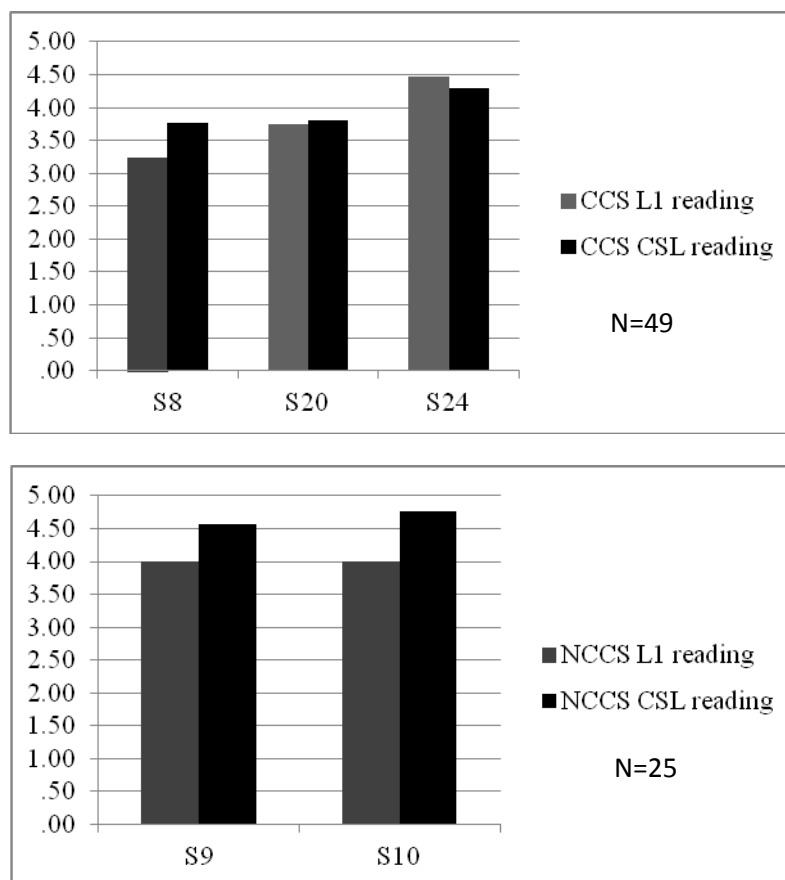 5.00
4.50
4.00
3.50
3.00
2.50
2.00
1.50
1.00
.50
.00
S8 S20 S24
CCS L1 reading
CCS CSL reading
N=49
5.00
4.50
4.00
3.50
3.00
2.50
2.00
1.50
1.00
.50
.00
S9 S10
NCCS L1 reading
NCCS CSL reading
N=25